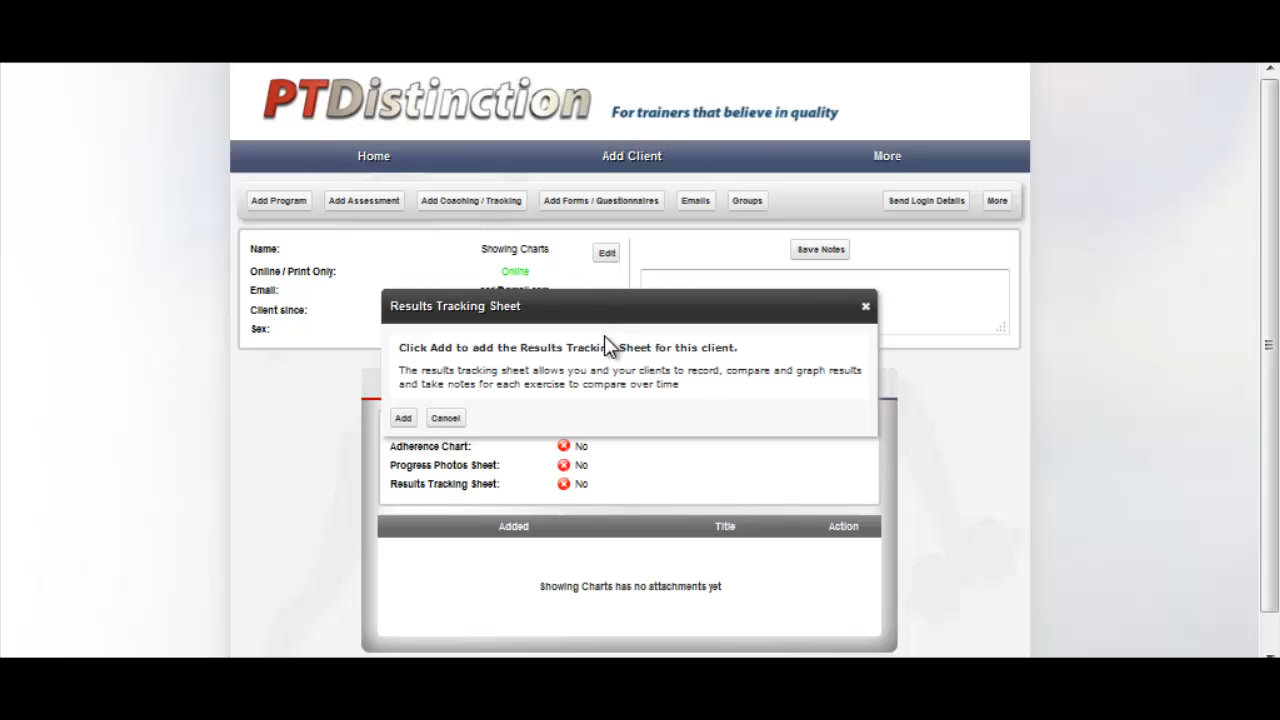 PTDistinction For trainers that believe in quality
Home Add Client More
Add Program Add Assessment Add Coaching / Tracking Add Forms / Questionnaires Emails Groups Send Login Details More
Name: Showing Charts Edit Save Notes
Online / Print Only: Online
Email:
Client since:
Sex:
Results Tracking Sheet
Click Add to add the Results Tracking Sheet for this client.
The results tracking sheet allows you and your clients to record, compare and graph results
and take notes for each exercise to compare over time
Add Cancel
Adherence Chart: No
Progress Photos Sheet: No
Results Tracking Sheet: No
Added Title Action
Showing Charts has no attachments yet